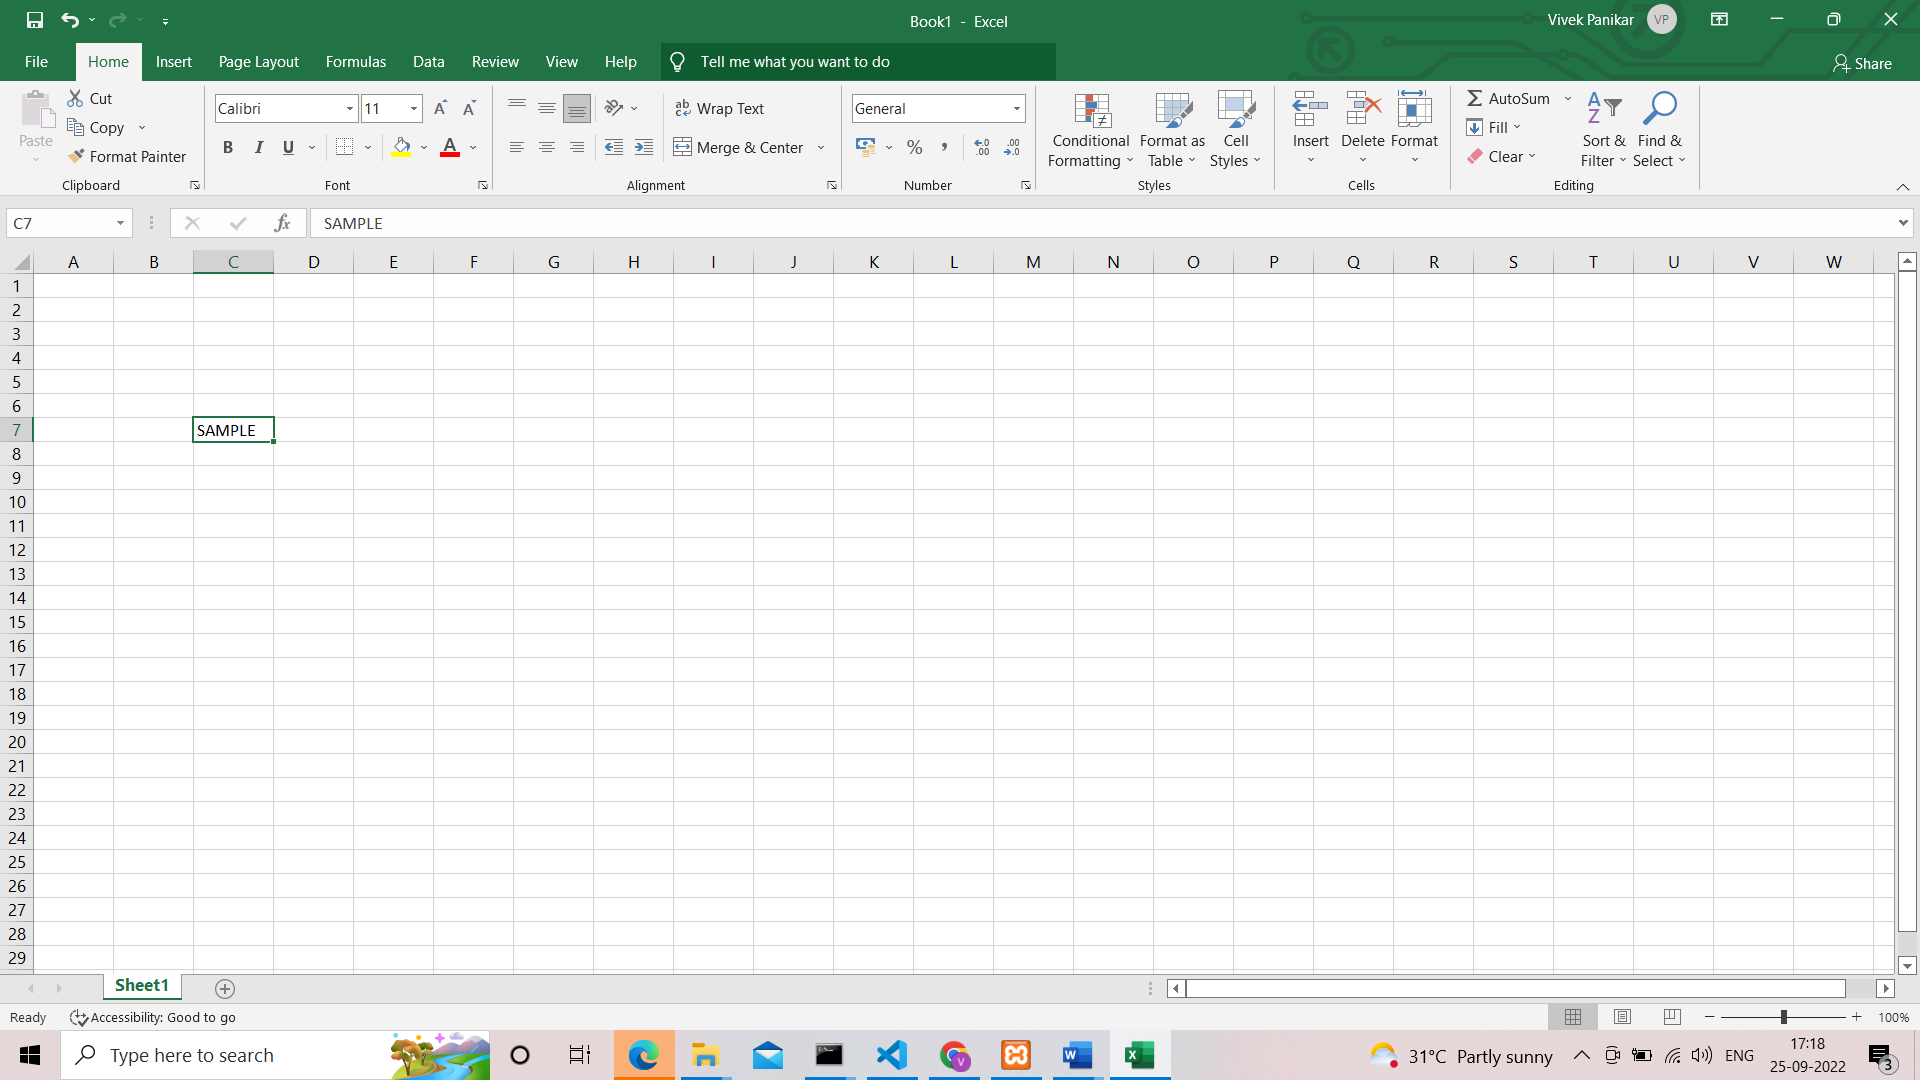 Book1 - Excel
Vivek Panikar
VP
File Home Insert Page Layout Formulas Data Review View Help Tell me what you want to do
Share
Paste
Cut
Copy
Format Painter
Clipboard
Calibri
11
B I U
Font
Wrap Text
Merge & Center
Alignment
General
%
Number
Conditional Formatting
Format as Table
Cell Styles
Styles
Insert
Delete
Format
Cells
AutoSum
Fill
Clear
Sort & Filter
Find & Select
Editing
C7
fx
SAMPLE
A B C D E F G H I J K L M N O P Q R S T U V W
1
2
3
4
5
6
7 SAMPLE
8
9
10
11
12
13
14
15
16
17
18
19
20
21
22
23
24
25
26
27
28
29
Sheet1
Ready
Accessibility: Good to go
100%
Type here to search
31°C Partly sunny
ENG
17:18
25-09-2022
3